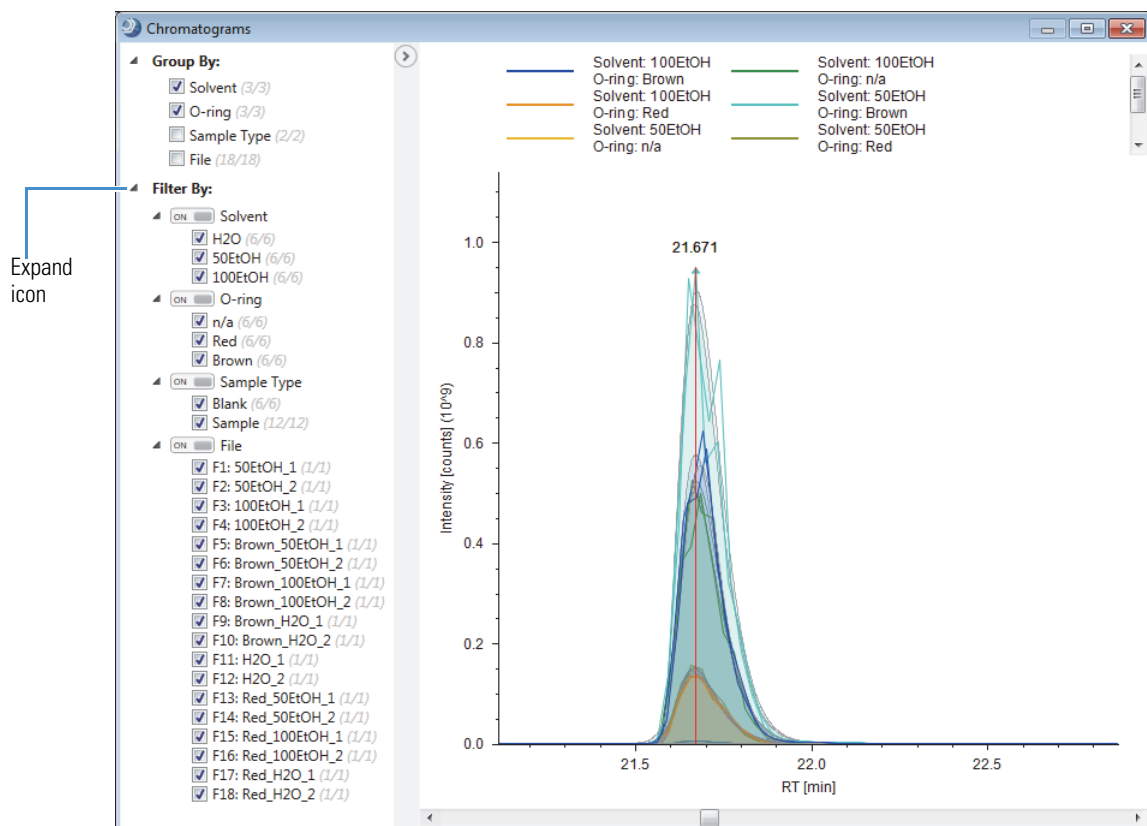 Chromatograms
Group By:
Solvent (3/3)
O-ring (3/3)
Sample Type (2/2)
File (18/18)
Filter By:
Expand
icon
ON Solvent
H2O (6/6)
50EtOH (6/6)
100EtOH (6/6)
ON O-ring
n/a (6/6)
Red (6/6)
Brown (6/6)
ON Sample Type
Blank (6/6)
Sample (12/12)
ON File
F1: 50EtOH_1 (1/1)
F2: 50EtOH_2 (1/1)
F3: 100EtOH_1 (1/1)
F4: 100EtOH_2 (1/1)
F5: Brown_50EtOH_1 (1/1)
F6: Brown_50EtOH_2 (1/1)
F7: Brown_100EtOH_1 (1/1)
F8: Brown_100EtOH_2 (1/1)
F9: Brown_H2O_1 (1/1)
F10: Brown_H2O_2 (1/1)
F11: H2O_1 (1/1)
F12: H2O_2 (1/1)
F13: Red_50EtOH_1 (1/1)
F14: Red_50EtOH_2 (1/1)
F15: Red_100EtOH_1 (1/1)
F16: Red_100EtOH_2 (1/1)
F17: Red_H2O_1 (1/1)
F18: Red_H2O_2 (1/1)
Solvent: 100EtOH
O-ring: Brown
Solvent: 100EtOH
O-ring: Red
Solvent: 50EtOH
O-ring: n/a
Solvent: 100EtOH
O-ring: n/a
Solvent: 50EtOH
O-ring: Brown
Solvent: 50EtOH
O-ring: Red
21.671
1.0
0.8
0.6
0.4
0.2
0.0
Intensity [counts] (10^9)
21.5
22.0
22.5
RT [min]